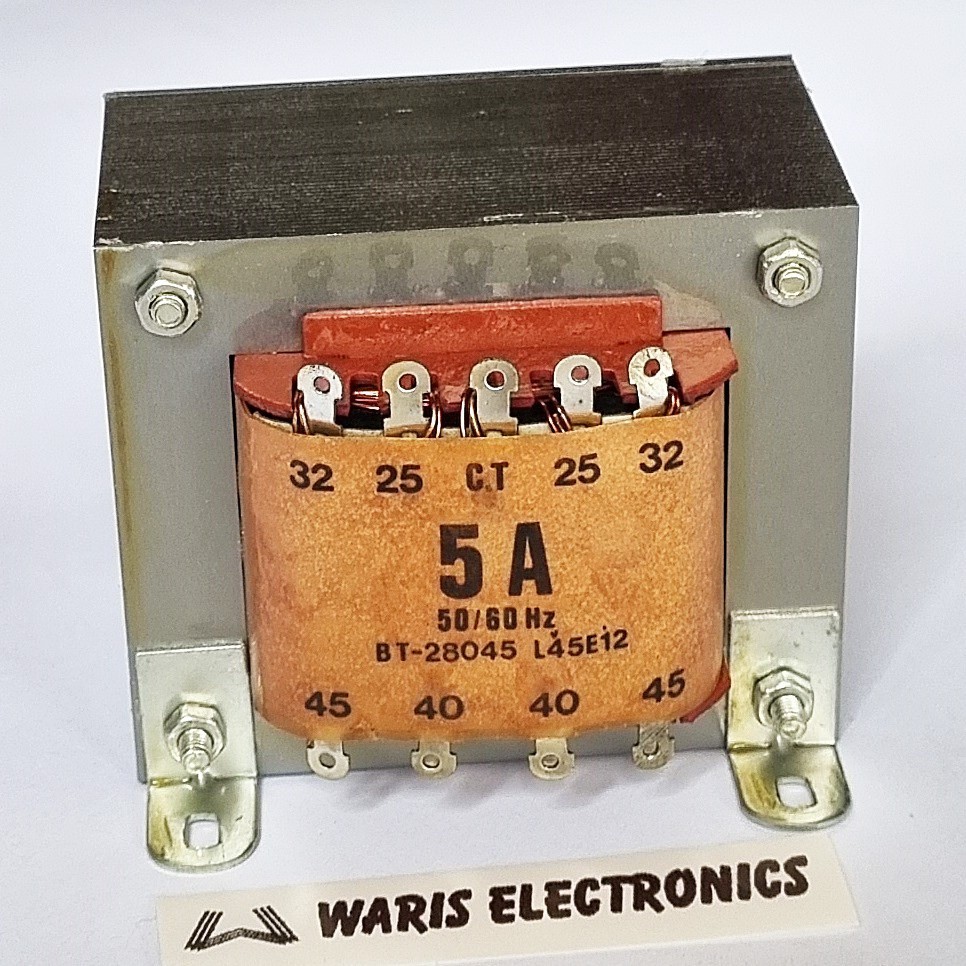 32 25 C.T 25 32
5 A
50/60 Hz
BT-28045 L45E12
45 40 40 45
WARIS ELECTRONICS